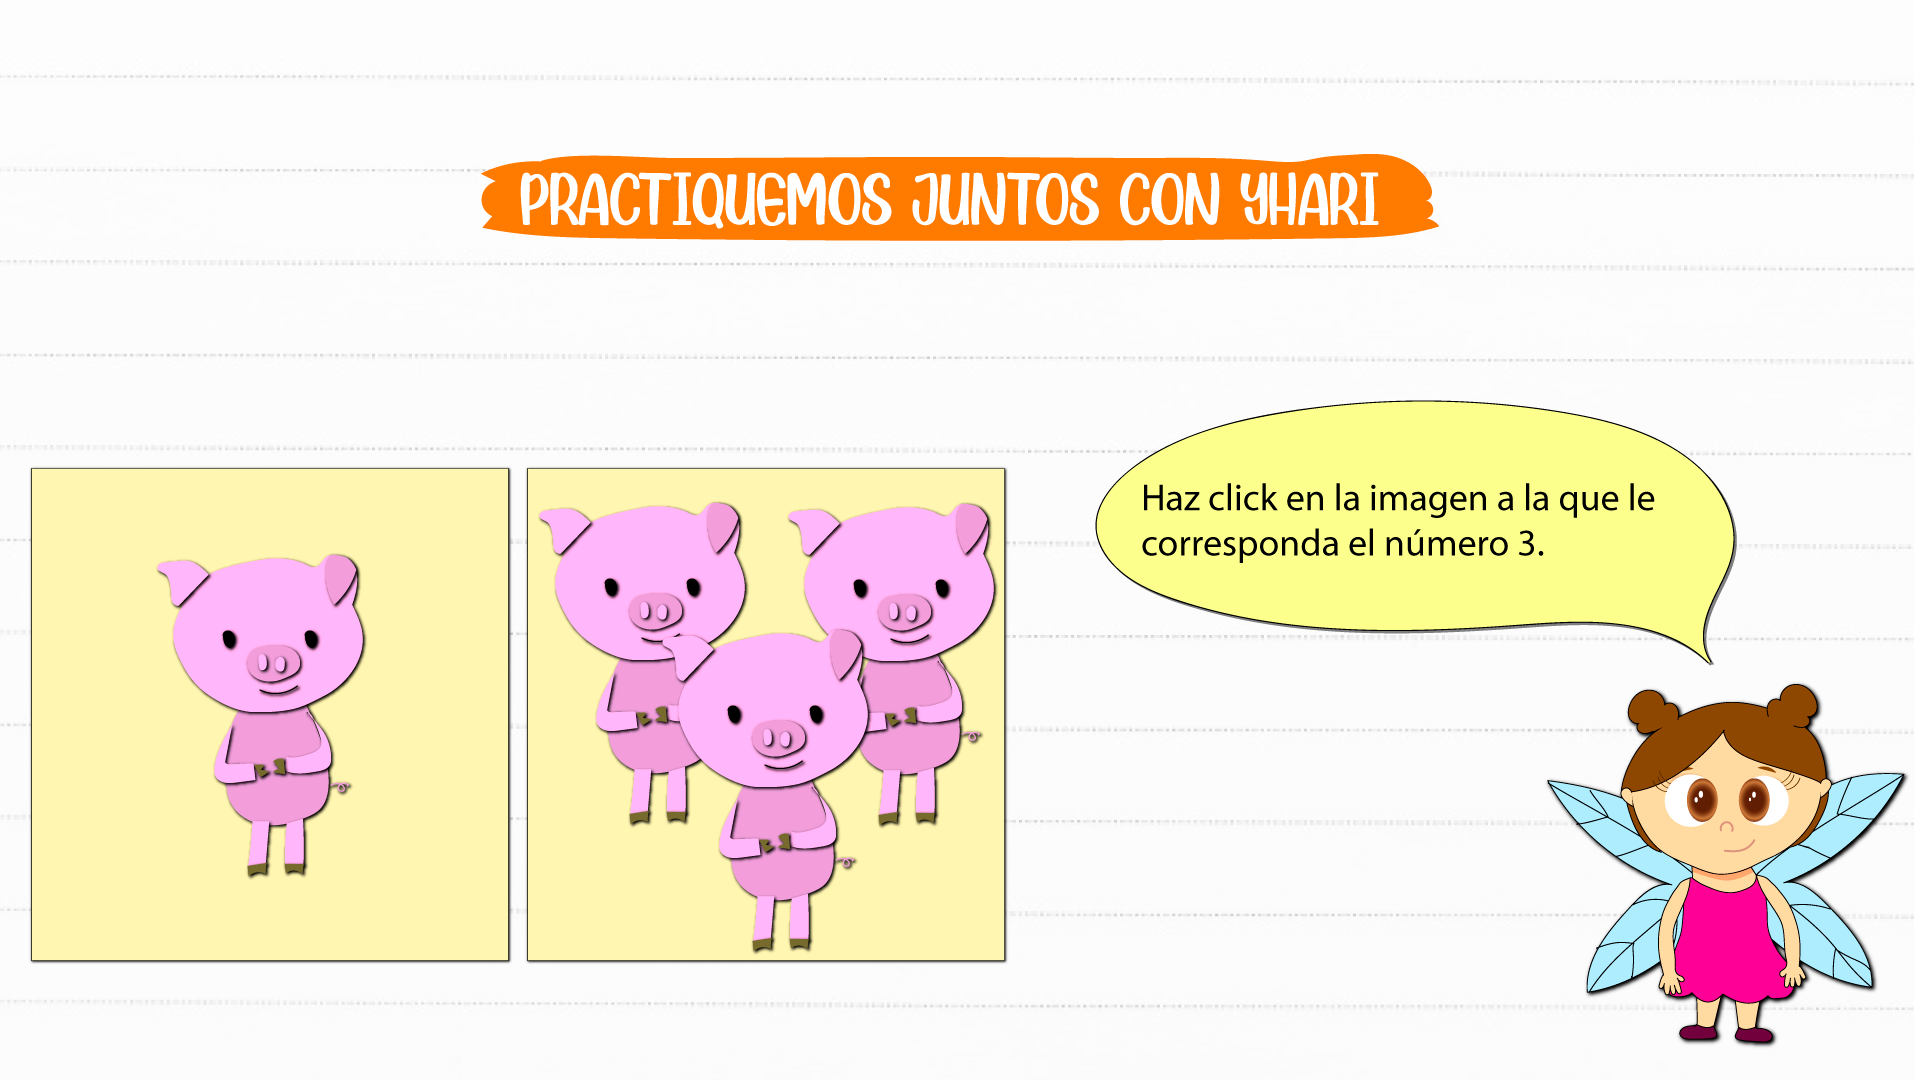 PRACTIQUEMOS JUNTOS CON YHARI
Haz click en la imagen a la que le
corresponda el número 3.